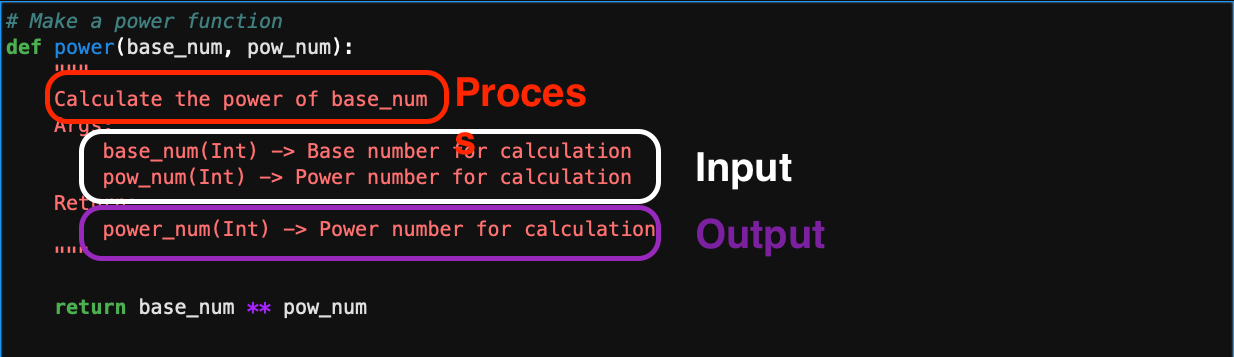 # Make a power function
def power(base_num, pow_num):
"""
Calculate the power of base_num
Proces
s
Args:
base_num(Int) -> Base number for calculation
pow_num(Int) -> Power number for calculation
Input
Return:
power_num(Int) -> Power number for calculation
Output
"""
return base_num ** pow_num